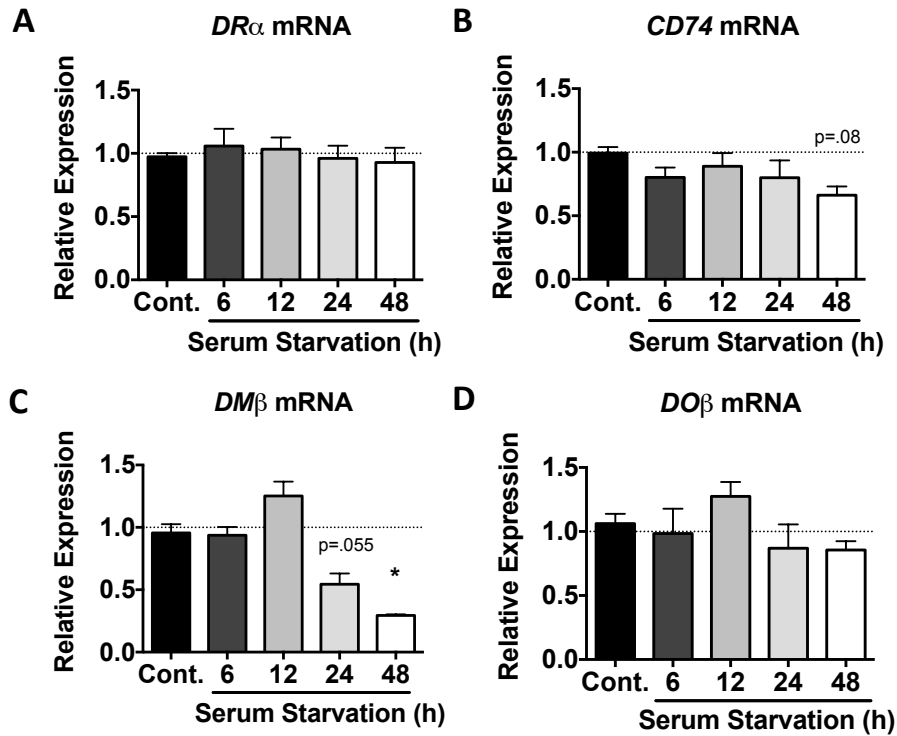 A
DRα mRNA
Relative Expression
1.5
1.0
0.5
0.0
Cont. 6 12 24 48
Serum Starvation (h)
B
CD74 mRNA
Relative Expression
1.5
1.0
0.5
0.0
p=.08
Cont. 6 12 24 48
Serum Starvation (h)
C
DMβ mRNA
Relative Expression
1.5
1.0
0.5
0.0
p=.055
*
Cont. 6 12 24 48
Serum Starvation (h)
D
DOβ mRNA
Relative Expression
1.5
1.0
0.5
0.0
Cont. 6 12 24 48
Serum Starvation (h)